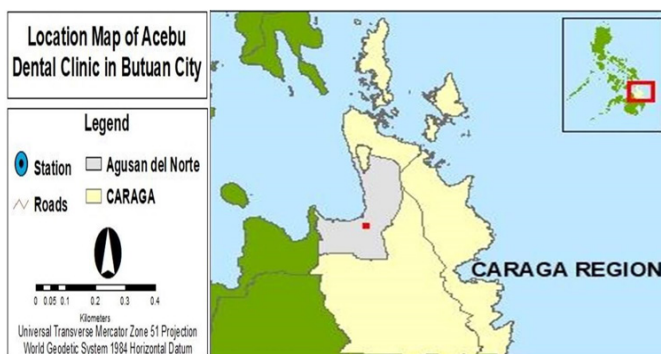 Location Map of Acebu
Dental Clinic in Butuan City
Legend
Station
Agusan del Norte
Roads
CARAGA
0 0.05 0.1 0.2 0.3 0.4
Kilometers
Universal Transverse Mercator Zone 51 Projection
World Geodetic System 1984 Horizontal Datum
CARAGA REGION